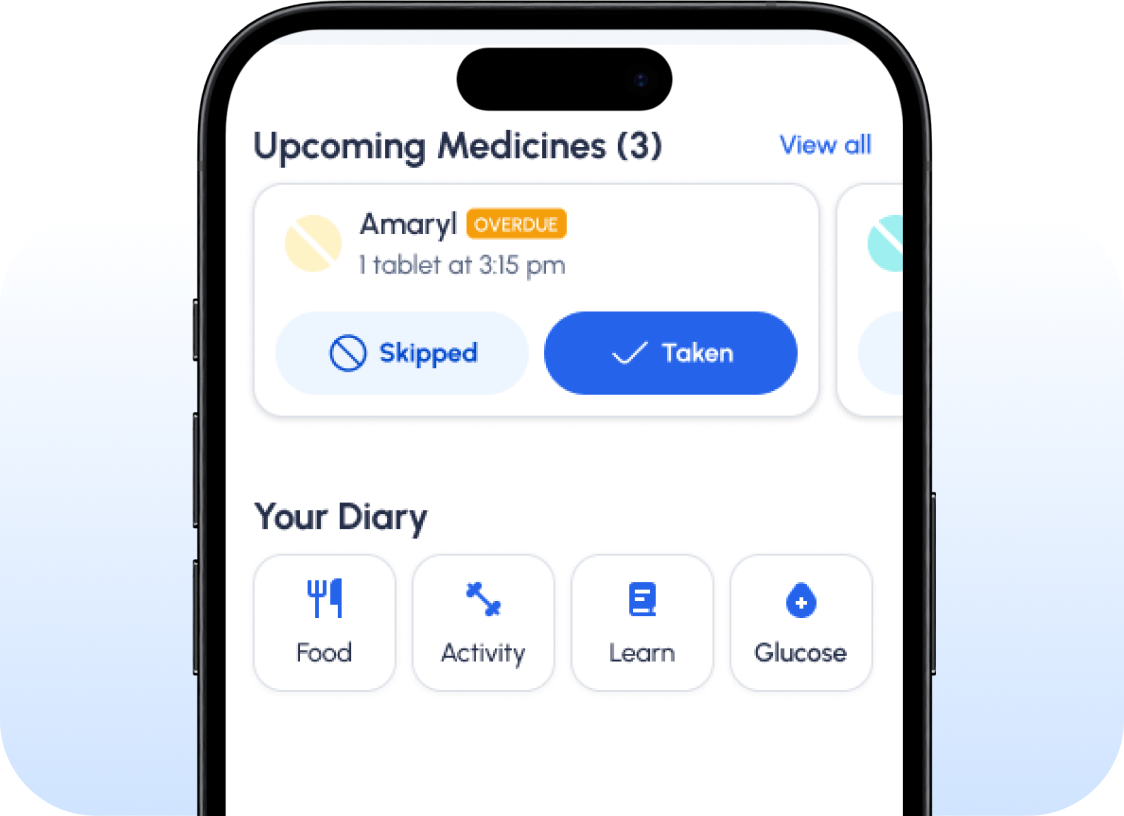 Upcoming Medicines (3)
View all
Amaryl OVERDUE
1 tablet at 3:15 pm
Skipped
Taken
Your Diary
Food
Activity
Learn
Glucose